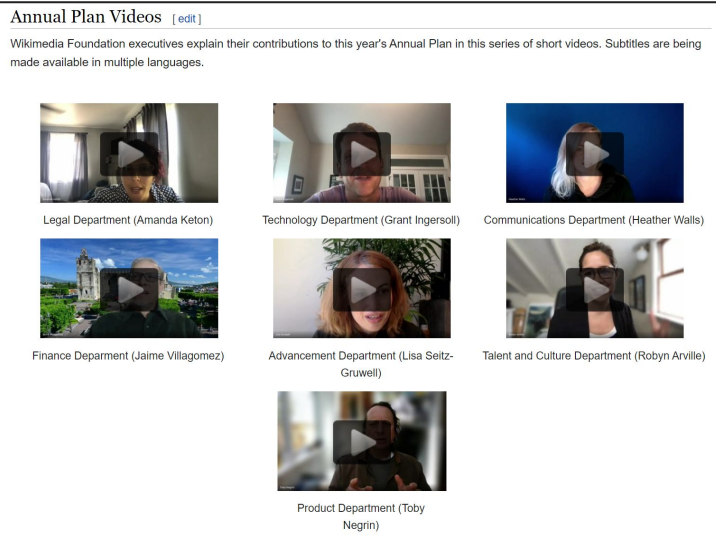 Annual Plan Videos [ edit ]
Wikimedia Foundation executives explain their contributions to this year's Annual Plan in this series of short videos. Subtitles are being
made available in multiple languages.
Legal Department (Amanda Keton)
Technology Department (Grant Ingersoll)
Communications Department (Heather Walls)
Finance Deparment (Jaime Villagomez)
Advancement Department (Lisa Seitz-
Gruwell)
Talent and Culture Department (Robyn Arville)
Product Department (Toby
Negrin)